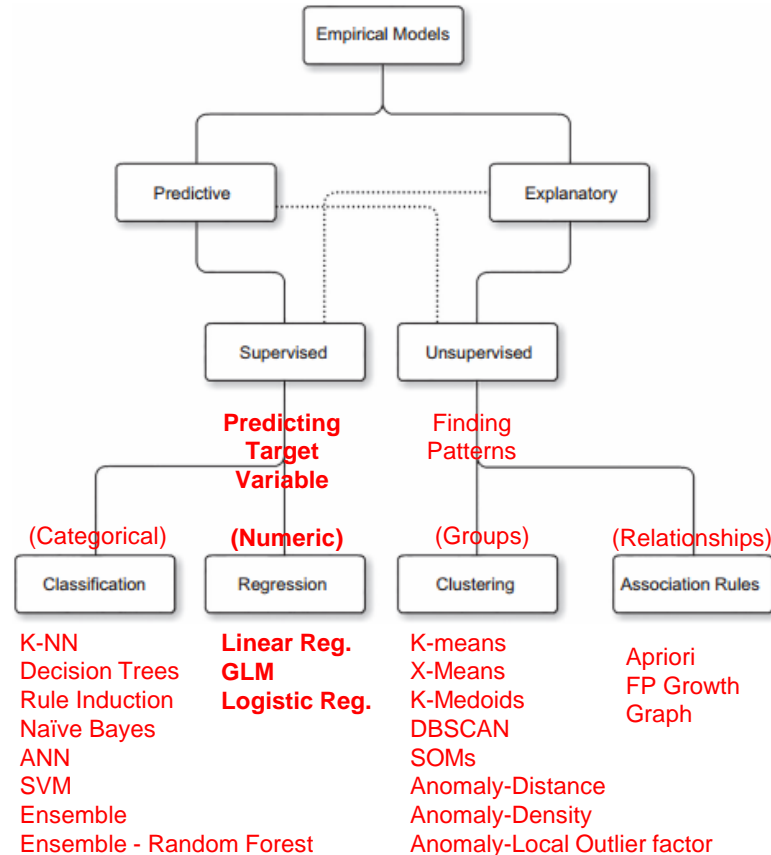 Empirical Models
Predictive
Explanatory
Supervised
Unsupervised
Predicting
Target
Variable
Finding
Patterns
(Categorical)
(Numeric)
(Groups)
(Relationships)
Classification
Regression
Clustering
Association Rules
K-NN
Decision Trees
Rule Induction
Naïve Bayes
ANN
SVM
Ensemble
Ensemble - Random Forest
Linear Reg.
GLM
Logistic Reg.
K-means
X-Means
K-Medoids
DBSCAN
SOMs
Anomaly-Distance
Anomaly-Density
Anomaly-Local Outlier factor
Apriori
FP Growth
Graph